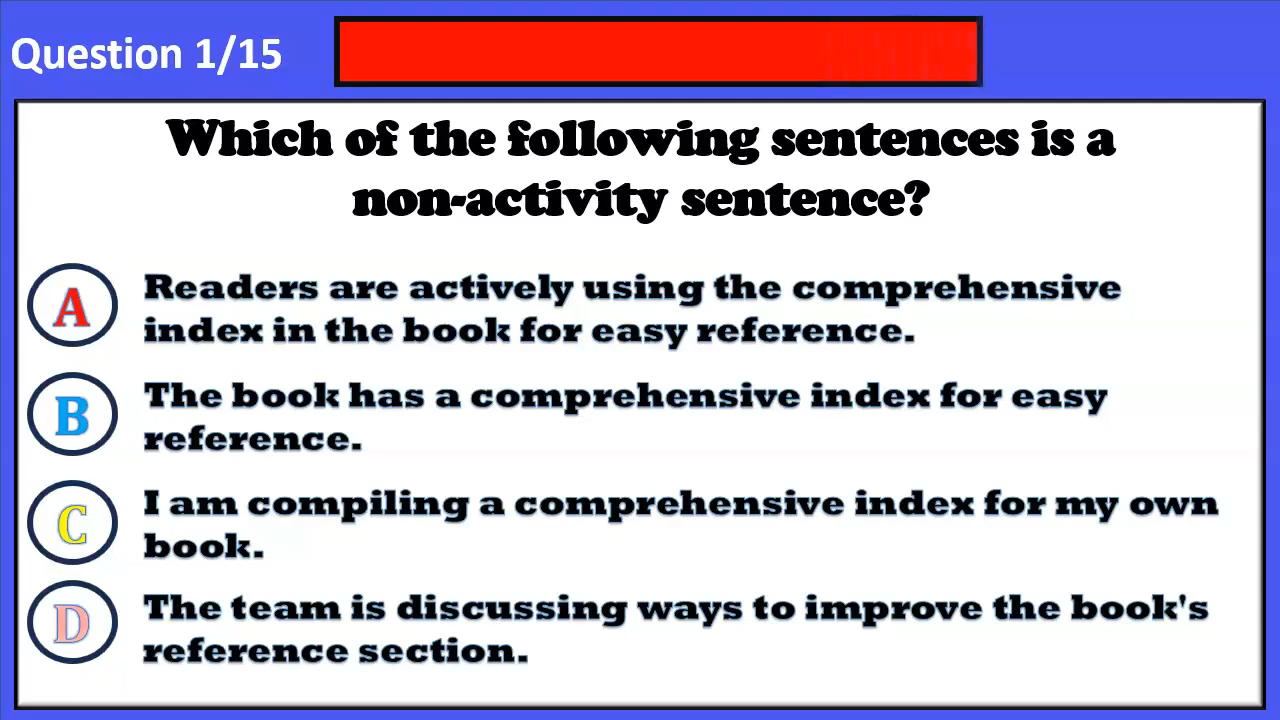 Question 1/15
Which of the following sentences is a
non-activity sentence?
A
Readers are actively using the comprehensive
index in the book for easy reference.
B
The book has a comprehensive index for easy
reference.
C
I am compiling a comprehensive index for my own
book.
D
The team is discussing ways to improve the book's
reference section.